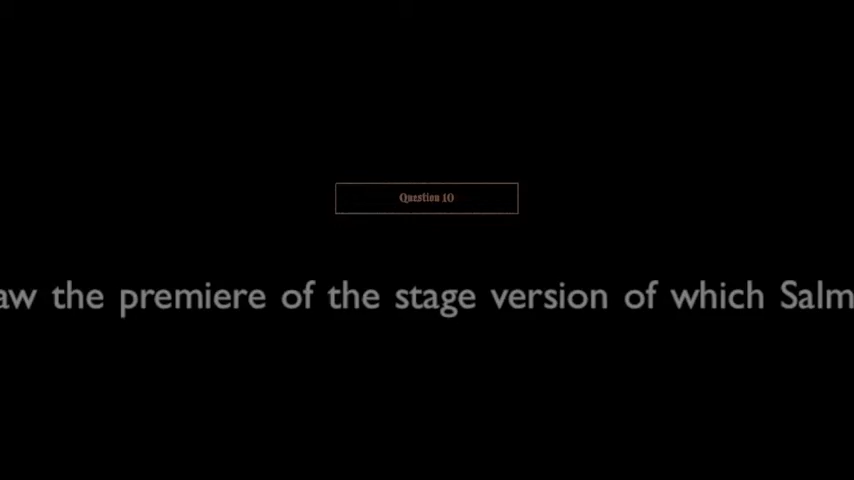 Question 10
aw the premiere of the stage version of which Salm